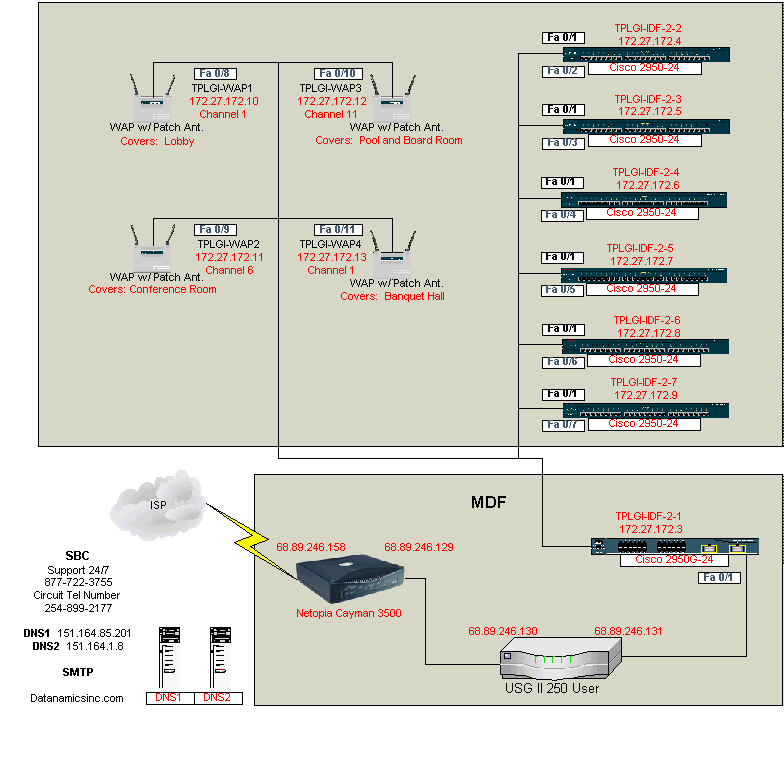 Fa 0/8
TPLGI-WAP1
172.27.172.10
Channel 1
WAP w/ Patch Ant.
Covers: Lobby
Fa 0/10
TPLGI-WAP3
172.27.172.12
Channel 11
WAP w/ Patch Ant.
Covers: Pool and Board Room
Fa 0/9
TPLGI-WAP2
172.27.172.11
Channel 6
WAP w/ Patch Ant.
Covers: Conference Room
Fa 0/11
TPLGI-WAP4
172.27.172.13
Channel 1
WAP w/ Patch Ant.
Covers: Banquet Hall
TPLGI-IDF-2-2
172.27.172.4
Fa 0/1
Fa 0/2
Cisco 2950-24
TPLGI-IDF-2-3
172.27.172.5
Fa 0/1
Fa 0/3
Cisco 2950-24
TPLGI-IDF-2-4
172.27.172.6
Fa 0/1
Fa 0/4
Cisco 2950-24
TPLGI-IDF-2-5
172.27.172.7
Fa 0/1
Fa 0/5
Cisco 2950-24
TPLGI-IDF-2-6
172.27.172.8
Fa 0/1
Fa 0/6
Cisco 2950-24
TPLGI-IDF-2-7
172.27.172.9
Fa 0/1
Fa 0/7
Cisco 2950-24
ISP
MDF
TPLGI-IDF-2-1
172.27.172.3
Cisco 2950G-24
Fa 0/1
68.89.246.158
68.89.246.129
Netopia Cayman 3500
68.89.246.130
68.89.246.131
USG II 250 User
SBC
Support 24/7
877-722-3755
Circuit Tel Number
254-899-2177
DNS1 151.164.85.201
DNS2 151.164.1.8
SMTP
Datanamicsinc.com
DNS1
DNS2